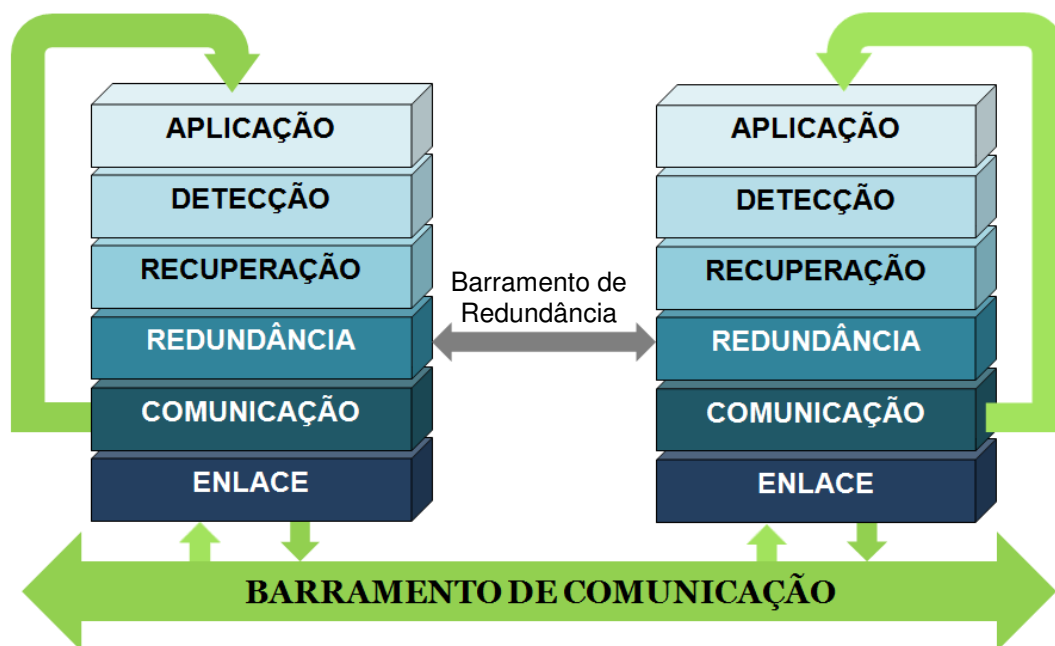 APLICAÇÃO
DETECÇÃO
RECUPERAÇÃO
REDUNDÂNCIA
COMUNICAÇÃO
ENLACE
Barramento de
Redundância
APLICAÇÃO
DETECÇÃO
RECUPERAÇÃO
REDUNDÂNCIA
COMUNICAÇÃO
ENLACE
BARRAMENTO DE COMUNICAÇÃO